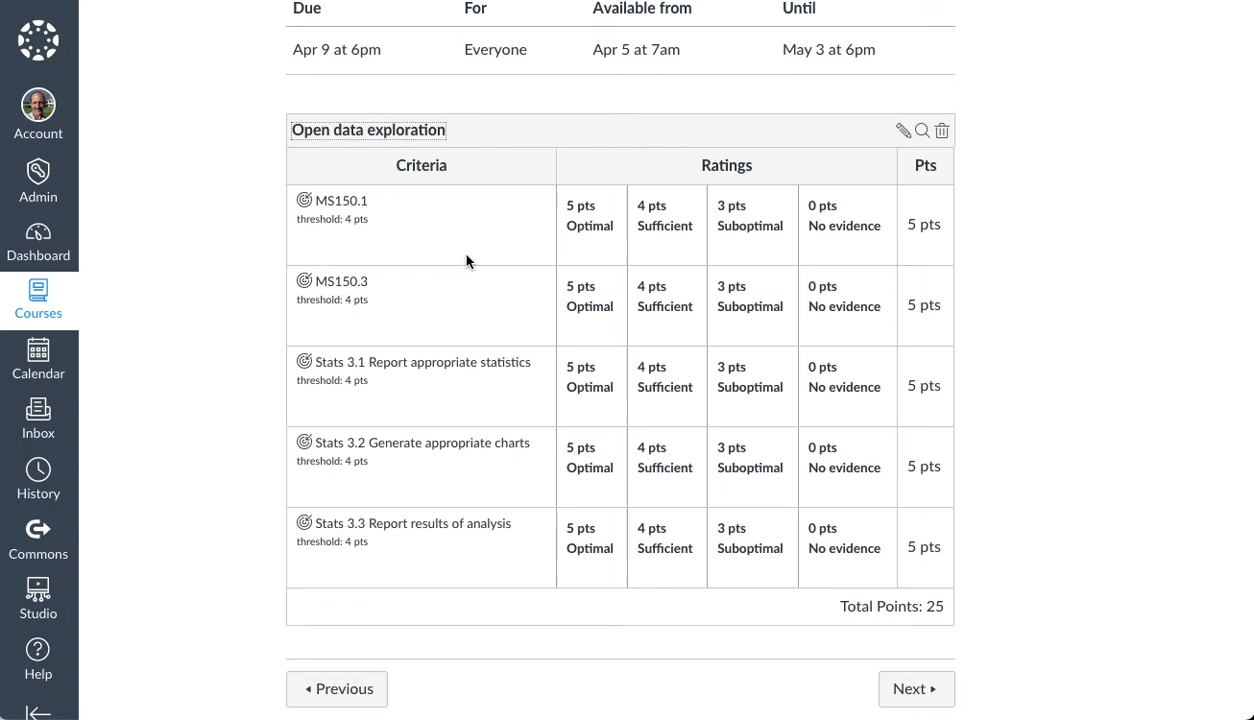 Due For Available from Until
Apr 9 at 6pm Everyone Apr 5 at 7am May 3 at 6pm
Account
Admin
Dashboard
Courses
Calendar
Inbox
History
Commons
Studio
Help
Open data exploration
Criteria Ratings Pts
MS150.1
threshold: 4 pts
5 pts 4 pts 3 pts 0 pts
Optimal Sufficient Suboptimal No evidence
5 pts
MS150.3
threshold: 4 pts
5 pts 4 pts 3 pts 0 pts
Optimal Sufficient Suboptimal No evidence
5 pts
Stats 3.1 Report appropriate statistics
threshold: 4 pts
5 pts 4 pts 3 pts 0 pts
Optimal Sufficient Suboptimal No evidence
5 pts
Stats 3.2 Generate appropriate charts
threshold: 4 pts
5 pts 4 pts 3 pts 0 pts
Optimal Sufficient Suboptimal No evidence
5 pts
Stats 3.3 Report results of analysis
threshold: 4 pts
5 pts 4 pts 3 pts 0 pts
Optimal Sufficient Suboptimal No evidence
5 pts
Total Points: 25
Previous Next